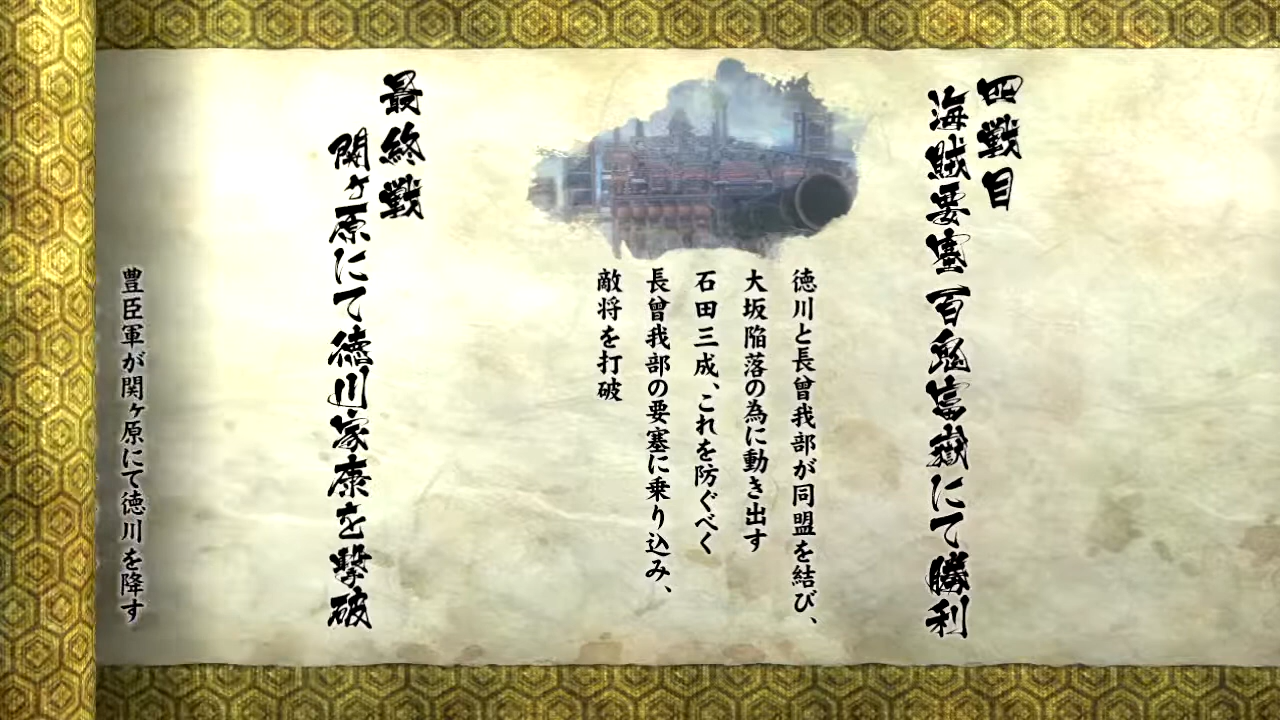 四戦目
海賊要塞 百鬼富嶽にて勝利
徳川と長曾我部が同盟を結び、
大坂陥落の為に動き出す
石田三成、これを防ぐべく
長曾我部の要塞に乗り込み、
敵将を打破
最終戦
関ヶ原にて徳川家康を撃破
豊臣軍が関ヶ原にて徳川を降す